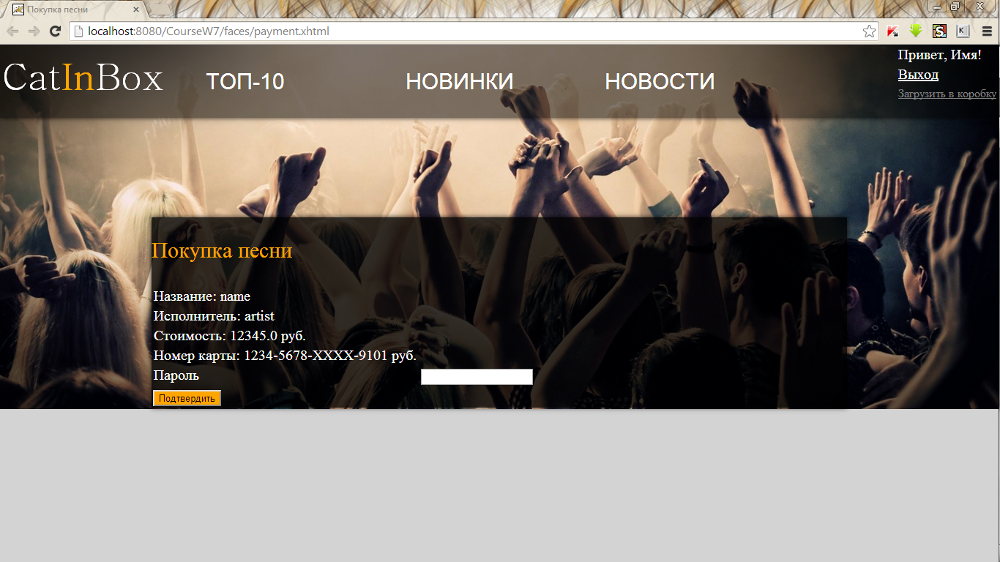 Покупка песни
localhost:8080/CourseW7/faces/payment.xhtml
CatInBox
ТОП-10
НОВИНКИ
НОВОСТИ
Привет, Имя!
Выход
Загрузить в коробку
Покупка песни
Название: name
Исполнитель: artist
Стоимость: 12345.0 руб.
Номер карты: 1234-5678-XXXX-9101 руб.
Пароль
Подтвердить